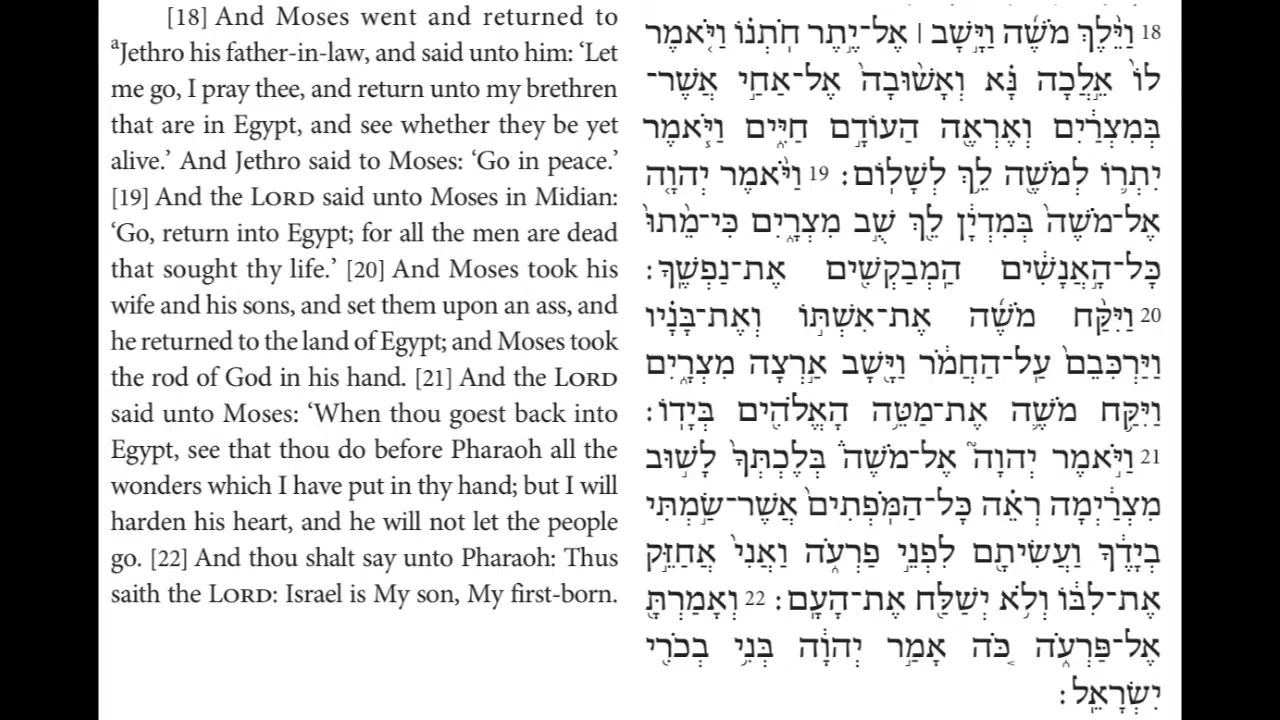 [18] And Moses went and returned to
ᵃJethro his father-in-law, and said unto him: ‘Let
me go, I pray thee, and return unto my brethren
that are in Egypt, and see whether they be yet
alive.’ And Jethro said to Moses: ‘Go in peace.’
[19] And the LORD said unto Moses in Midian:
‘Go, return into Egypt; for all the men are dead
that sought thy life.’ [20] And Moses took his
wife and his sons, and set them upon an ass, and
he returned to the land of Egypt; and Moses took
the rod of God in his hand. [21] And the LORD
said unto Moses: ‘When thou goest back into
Egypt, see that thou do before Pharaoh all the
wonders which I have put in thy hand; but I will
harden his heart, and he will not let the people
go. [22] And thou shalt say unto Pharaoh: Thus
saith the LORD: Israel is My son, My first-born.
18 וַיֵּ֨לֶךְ מֹשֶׁ֜ה וַיָּ֣שׇׁב ׀ אֶל־יֶ֣תֶר חֹֽתְנ֗וֹ וַיֹּ֤אמֶר
לוֹ֙ אֵ֣לְכָה נָּ֗א וְאָשׁ֙וּבָה֙ אֶל־אַחַ֣י אֲשֶׁר־
בְּמִצְרַ֔יִם וְאֶרְאֶ֖ה הַעוֹדָ֣ם חַיִּ֑ים וַיֹּ֧אמֶר
יִתְר֛וֹ לְמֹשֶׁ֖ה לֵ֥ךְ לְשָׁלֽוֹם׃ 19 וַיֹּ֨אמֶר יְהוָ֤ה
אֶל־מֹשֶׁה֙ בְּמִדְיָ֔ן לֵ֖ךְ שֻׁ֣ב מִצְרָ֑יִם כִּי־מֵ֙תוּ֙
כׇּל־הָ֣אֲנָשִׁ֔ים הַֽמְבַקְשִׁ֖ים אֶת־נַפְשֶֽׁךָ׃
20 וַיִּקַּ֨ח מֹשֶׁ֜ה אֶת־אִשְׁתּ֣וֹ וְאֶת־בָּנָ֗יו
וַיַּרְכִּבֵם֙ עַֽל־הַחֲמֹ֔ר וַיָּ֖שׇׁב אַ֣רְצָה מִצְרָ֑יִם
וַיִּקַּ֥ח מֹשֶׁ֛ה אֶת־מַטֵּ֥ה הָאֱלֹהִ֖ים בְּיָדֽוֹ׃
21 וַיֹּ֣אמֶר יְהוָה֮ אֶל־מֹשֶׁה֒ בְּלֶכְתְּךָ֙ לָשׁ֣וּב
מִצְרַ֔יְמָה רְאֵ֗ה כׇּל־הַמֹּֽפְתִים֙ אֲשֶׁר־שַׂ֣מְתִּי
בְיָדֶ֔ךָ וַעֲשִׂיתָ֖ם לִפְנֵ֣י פַרְעֹ֑ה וַאֲנִי֙ אֲחַזֵּ֣ק
אֶת־לִבּ֔וֹ וְלֹ֥א יְשַׁלַּ֖ח אֶת־הָעָֽם׃ 22 וְאָמַרְתָּ֖
אֶל־פַּרְעֹ֑ה כֹּ֚ה אָמַ֣ר יְהוָ֔ה בְּנִ֥י בְכֹרִ֖י
יִשְׂרָאֵֽל׃